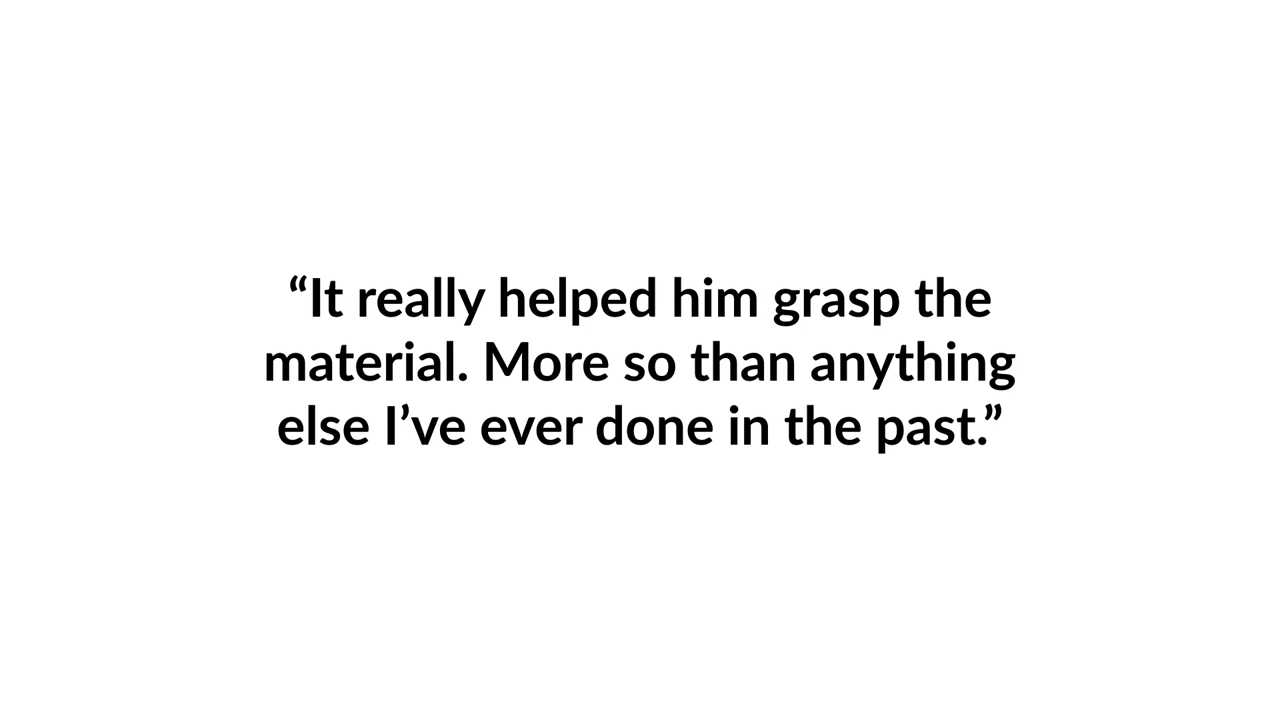 “It really helped him grasp the
material. More so than anything
else I’ve ever done in the past.”